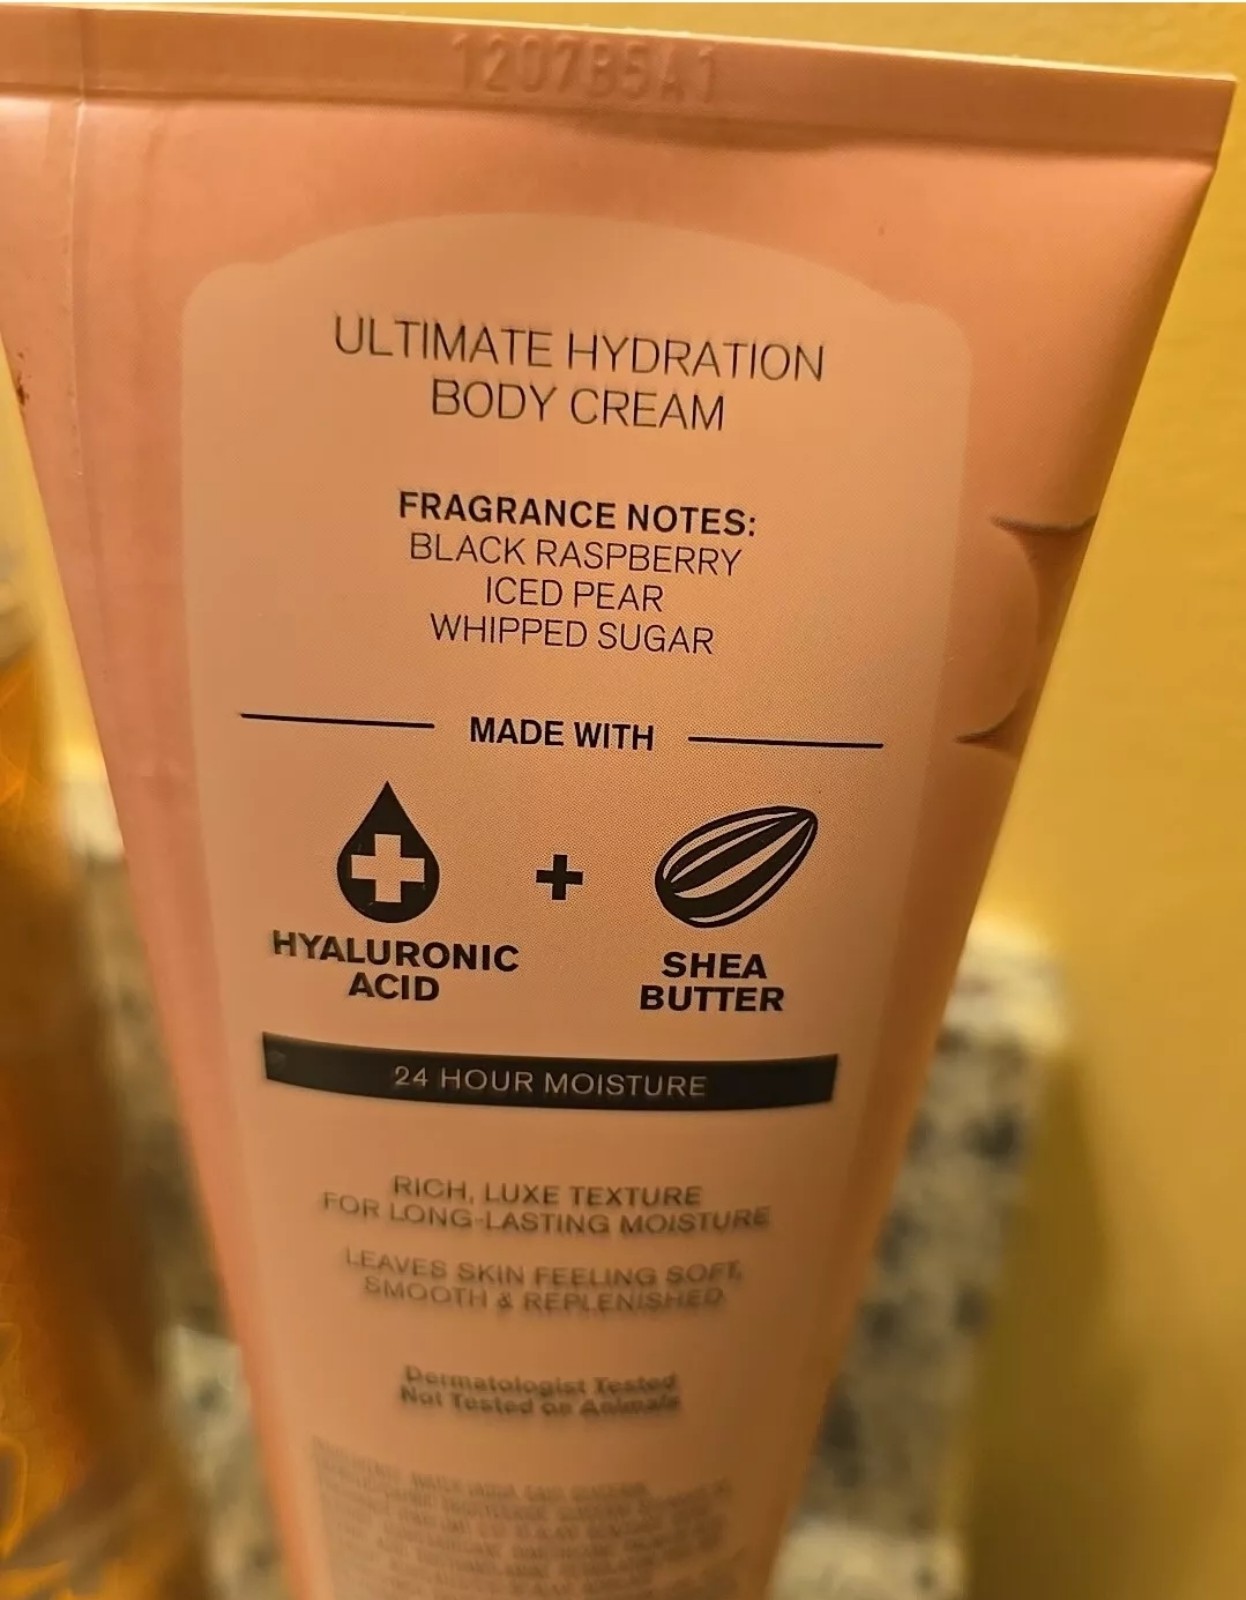 1207B5A1
ULTIMATE HYDRATION
BODY CREAM
FRAGRANCE NOTES:
BLACK RASPBERRY
ICED PEAR
WHIPPED SUGAR
MADE WITH
+
HYALURONIC
ACID
SHEA
BUTTER
24 HOUR MOISTURE
RICH, LUXE TEXTURE
FOR LONG-LASTING MOISTURE
LEAVES SKIN FEELING SOFT,
SMOOTH & REPLENISHED
Dermatologist Tested
Not Tested on Animals